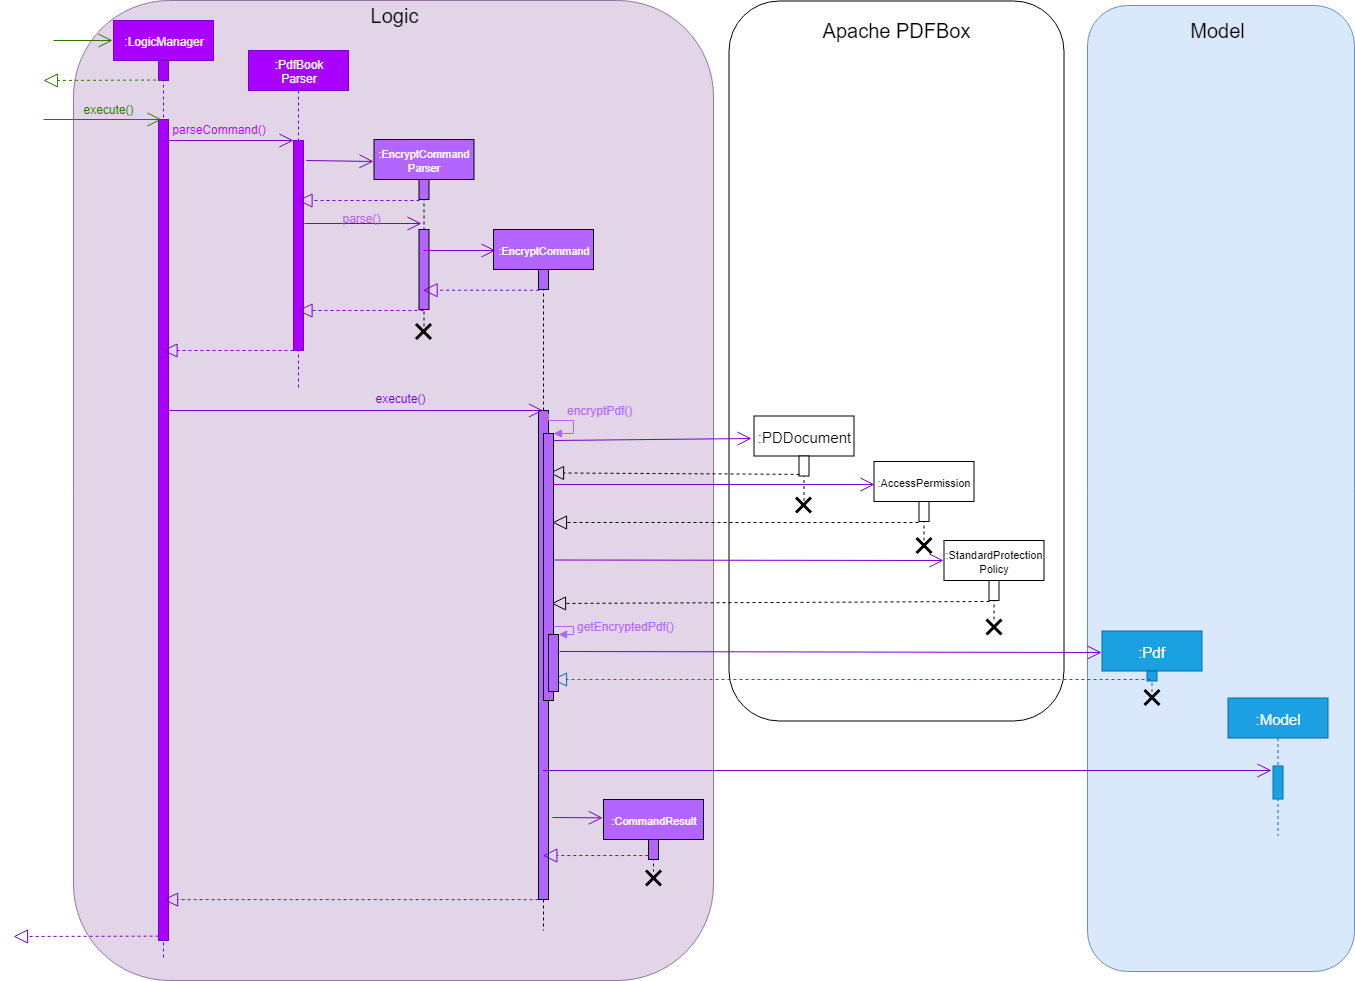 Logic
Apache PDFBox
Model
:LogicManager
:PdfBook
Parser
execute()
parseCommand()
:EncryptCommand
Parser
parse()
:EncryptCommand
execute()
encryptPdf()
:PDDocument
:AccessPermission
:StandardProtection
Policy
getEncryptedPdf()
:Pdf
:Model
:CommandResult